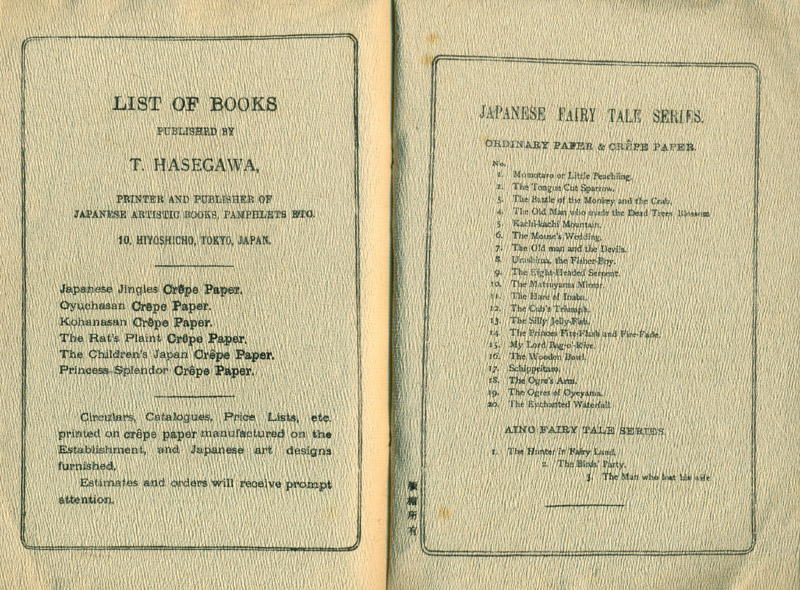 LIST OF BOOKS
PUBLISHED BY
T. HASEGAWA,
PRINTER AND PUBLISHER OF
JAPANESE ARTISTIC BOOKS, PAMPHLETS ETC.
10, HIYOSHICHO, TOKYO, JAPAN.
Japanese Jingles Crêpe Paper.
Oyuchasan Crêpe Paper.
Kohanasan Crêpe Paper.
The Rat's Plaint Crêpe Paper.
The Children's Japan Crêpe Paper.
Princess Splendor Crêpe Paper.
Circulars, Catalogues, Price Lists, etc.
printed on crêpe paper manufactured on the
Establishment, and Japanese art designs
furnished.
Estimates and orders will receive prompt
attention.
JAPANESE FAIRY TALE SERIES.
ORDINARY PAPER & CRÊPE PAPER.
No.
1. Momotaro or Little Peachling.
2. The Tongue Cut Sparrow.
3. The Battle of the Monkey and the Crab.
4. The Old Man who made the Dead Trees Blossom
5. Kachi-kachi Mountain.
6. The Mouse's Wedding.
7. The Old man and the Devils.
8. Urashima, the Fisher-Boy.
9. The Eight-Headed Serpent.
10. The Matsuyama Mirror.
11. The Hare of Inaba.
12. The Cub's Triumph.
13. The Silly Jelly-Fish.
14. The Princes Fire-Flash and Fire-Fade.
15. My Lord Bag-o'-Rice.
16. The Wooden Bowl.
17. Schippeitaro.
18. The Ogre's Arm.
19. The Ogres of Oyeyama.
20. The Enchanted Waterfall
AINO FAIRY TALE SERIES.
1. The Hunter in Fairy Land.
2. The Birds' Party.
3. The Man who lost his wife
版權所有